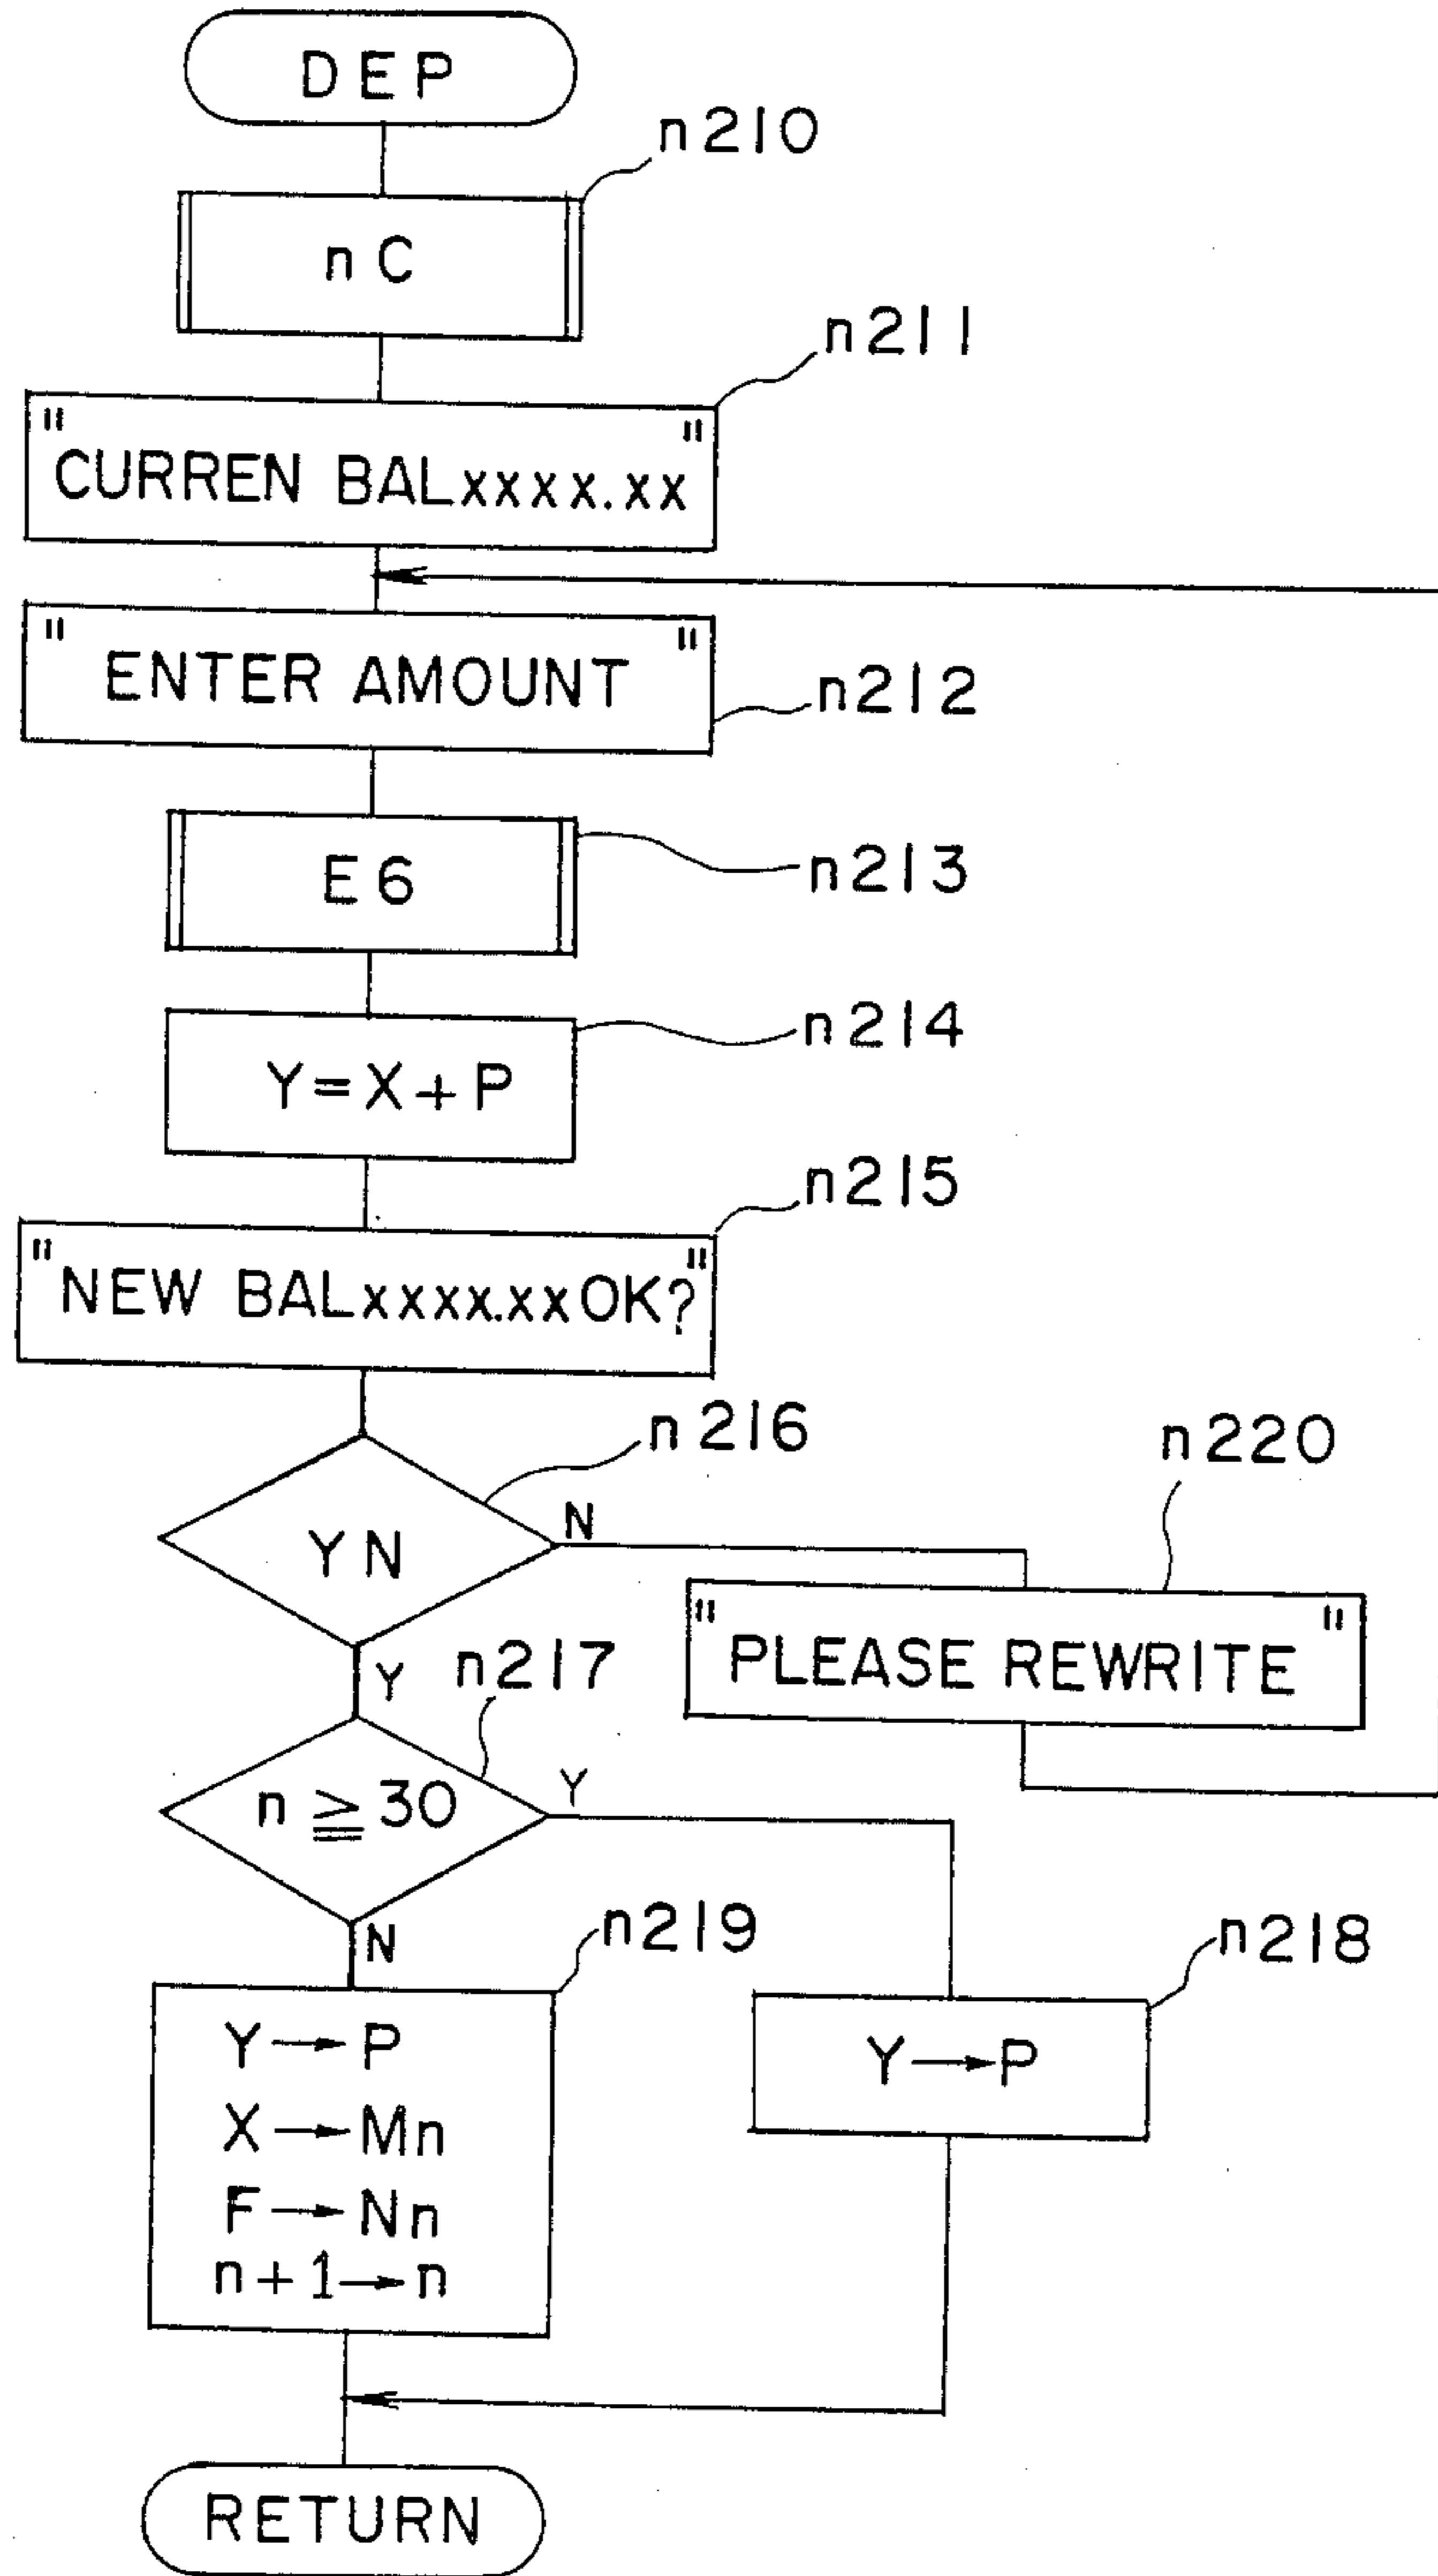 DEP
n210
nC
n211
" "
CURREN BALxxxx.xx
" "
ENTER AMOUNT
n212
E6
n213
n214
Y=X+P
n215
" "
NEW BALxxxx.xxOK?
n216
n220
N
YN
" "
PLEASE REWRITE
Y
n217
n ≧ 30
Y
N
n219
n218
Y→P
Y→P
X→Mn
F→Nn
n+1→n
RETURN